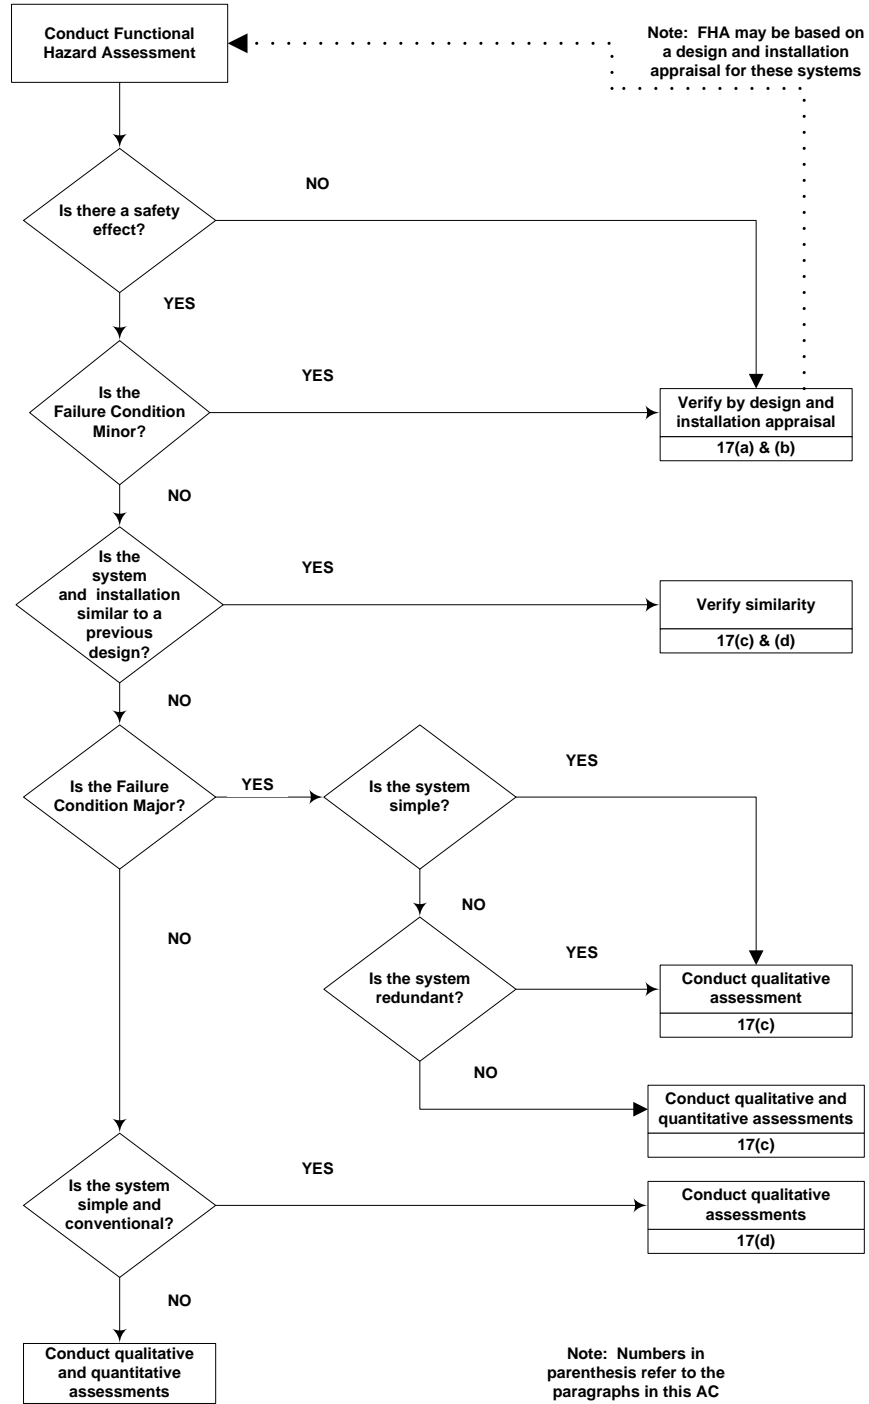 Conduct Functional
Hazard Assessment
Note: FHA may be based on
a design and installation
appraisal for these systems
NO
Is there a safety
effect?
YES
Is the
Failure Condition
Minor?
YES
Verify by design and
installation appraisal
17(a) & (b)
NO
Is the
system
and installation
similar to a
previous
design?
YES
Verify similarity
17(c) & (d)
NO
Is the Failure
Condition Major?
YES
Is the system
simple?
YES
NO
NO
Is the system
redundant?
YES
Conduct qualitative
assessment
17(c)
NO
Conduct qualitative and
quantitative assessments
17(c)
Is the system
simple and
conventional?
YES
Conduct qualitative
assessments
17(d)
NO
Conduct qualitative
and quantitative
assessments
Note: Numbers in
parenthesis refer to the
paragraphs in this AC